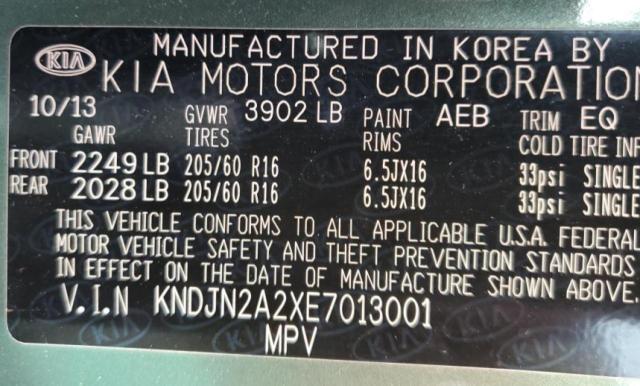 MANUFACTURED IN KOREA BY
KIA KIA MOTORS CORPORATION
10/13 GVWR 3902 LB PAINT AEB TRIM EQ
GAWR TIRES RIMS COLD TIRE INF
FRONT 2249 LB 205/60 R16 6.5JX16 33psi SINGLE
REAR 2028 LB 205/60 R16 6.5JX16 33psi SINGLE
THIS VEHICLE CONFORMS TO ALL APPLICABLE U.S.A. FEDERAL
MOTOR VEHICLE SAFETY AND THEFT PREVENTION STANDARDS
IN EFFECT ON THE DATE OF MANUFACTURE SHOWN ABOVE.
V.I.N KNDJN2A2XE7013001
MPV